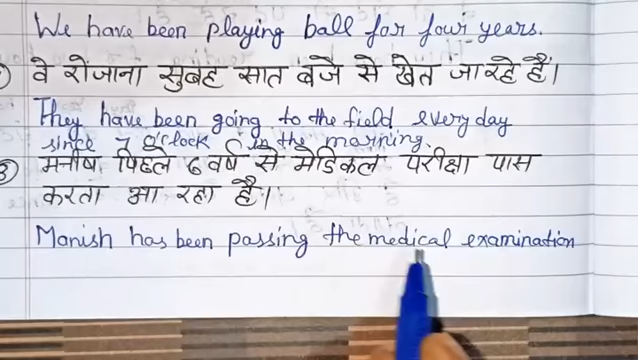 We have been playing ball for four years.
वे रोजाना सुबह सात बजे से खेत जा रहे हैं।
They have been going to the field everyday
since 7 o'clock in the morning.
③ मनीष पिछले 6 वर्ष से मेडिकल परीक्षा पास
करता आ रहा है।
Manish has been passing the medical examination